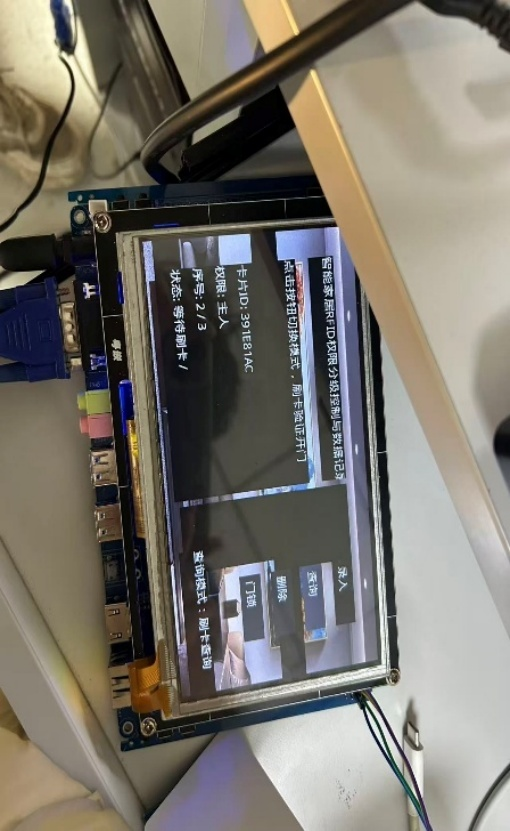 智能家居RFID权限分级控制与数据记录
点击按钮切换模式，刷卡验证开门
卡片ID: 391E81AC
权限: 主人
序号: 2 / 3
状态: 等待刷卡 /
录入
查询
删除
门锁
查询模式：刷卡查询